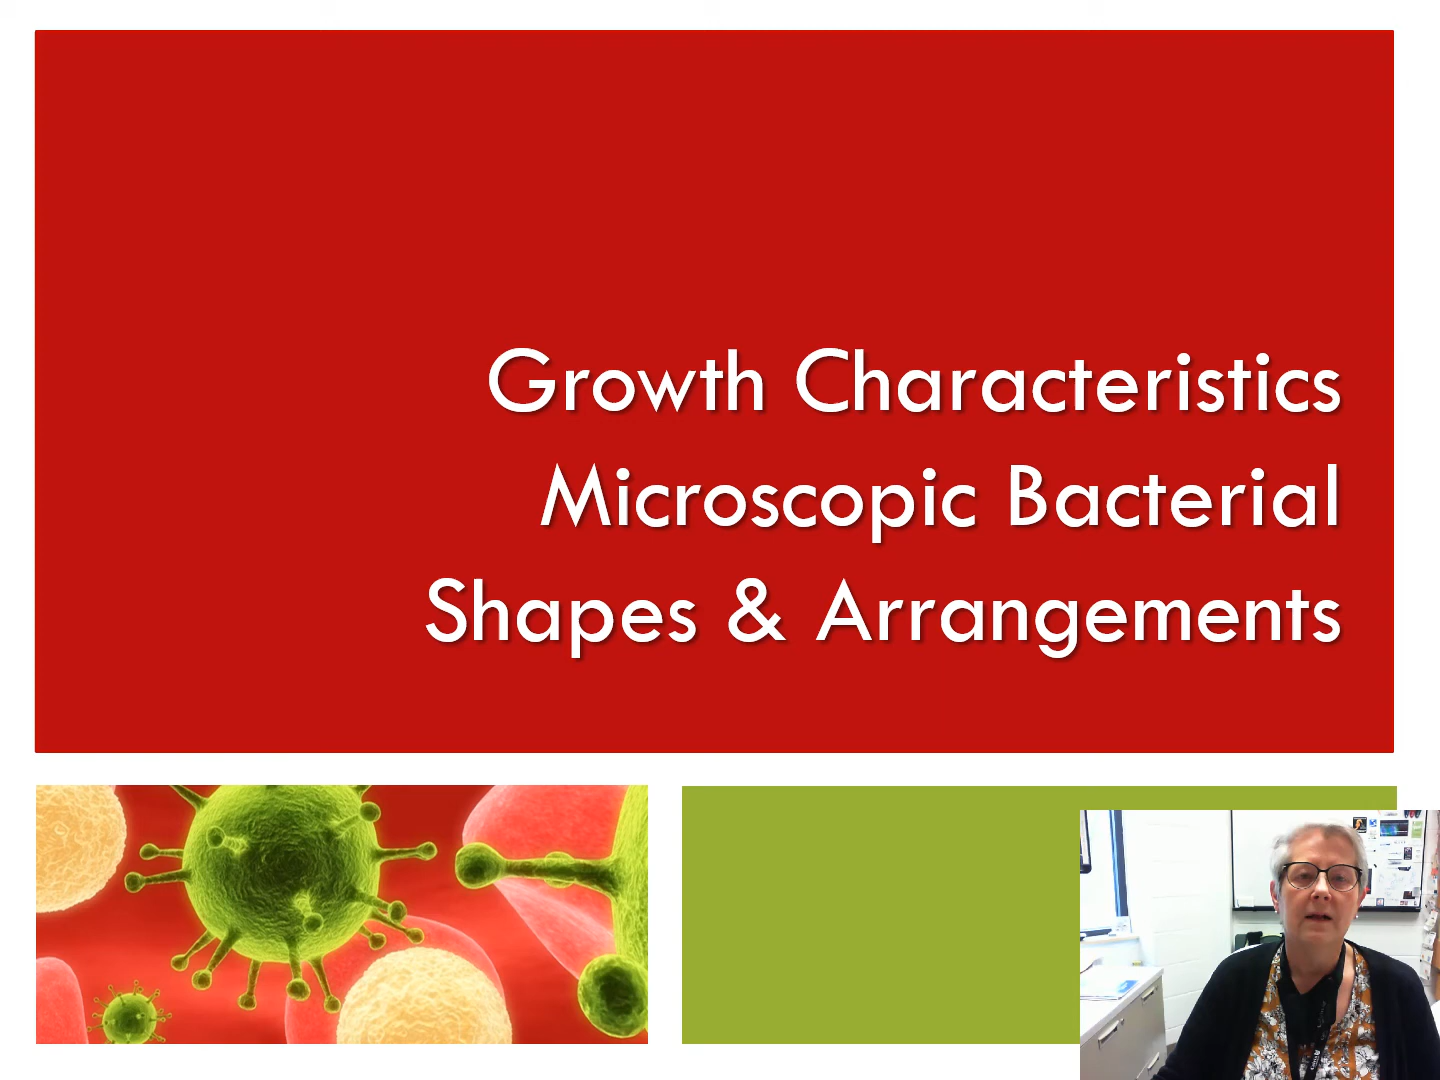 Growth Characteristics
Microscopic Bacterial
Shapes & Arrangements